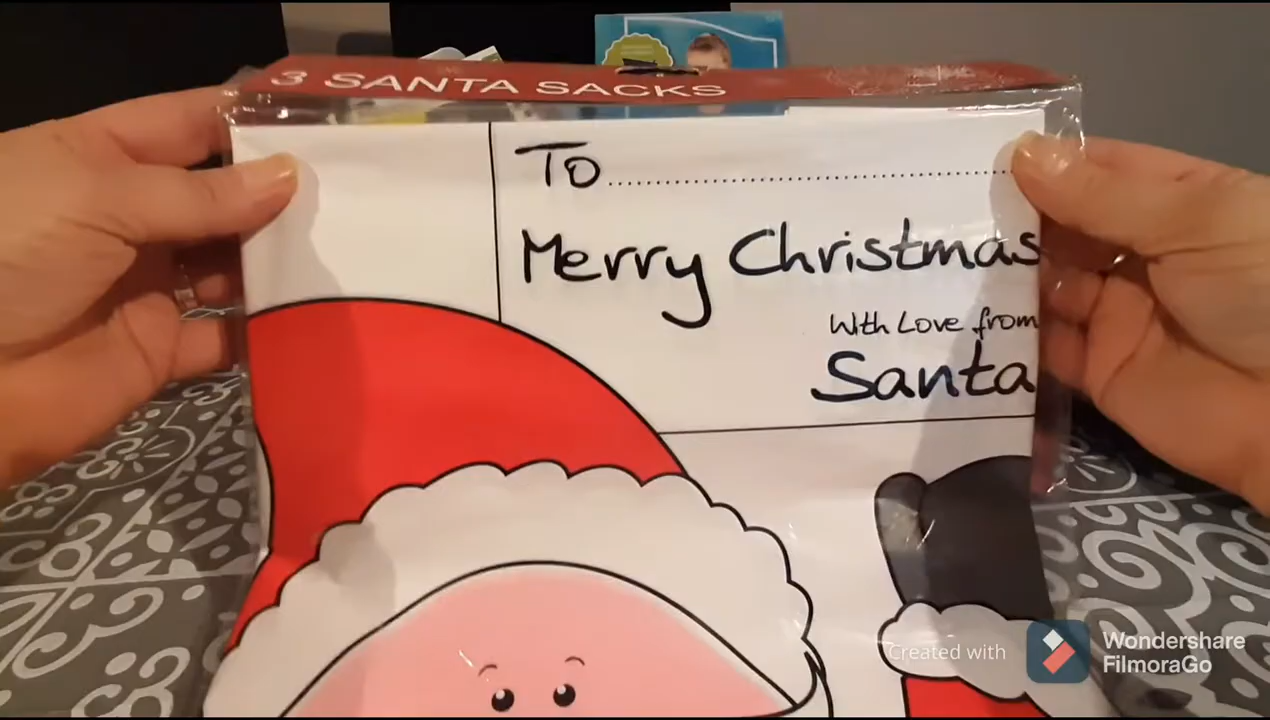 3 SANTA SACKS
To
Merry Christmas
With Love from
Santa
Created with
Wondershare
FilmoraGo